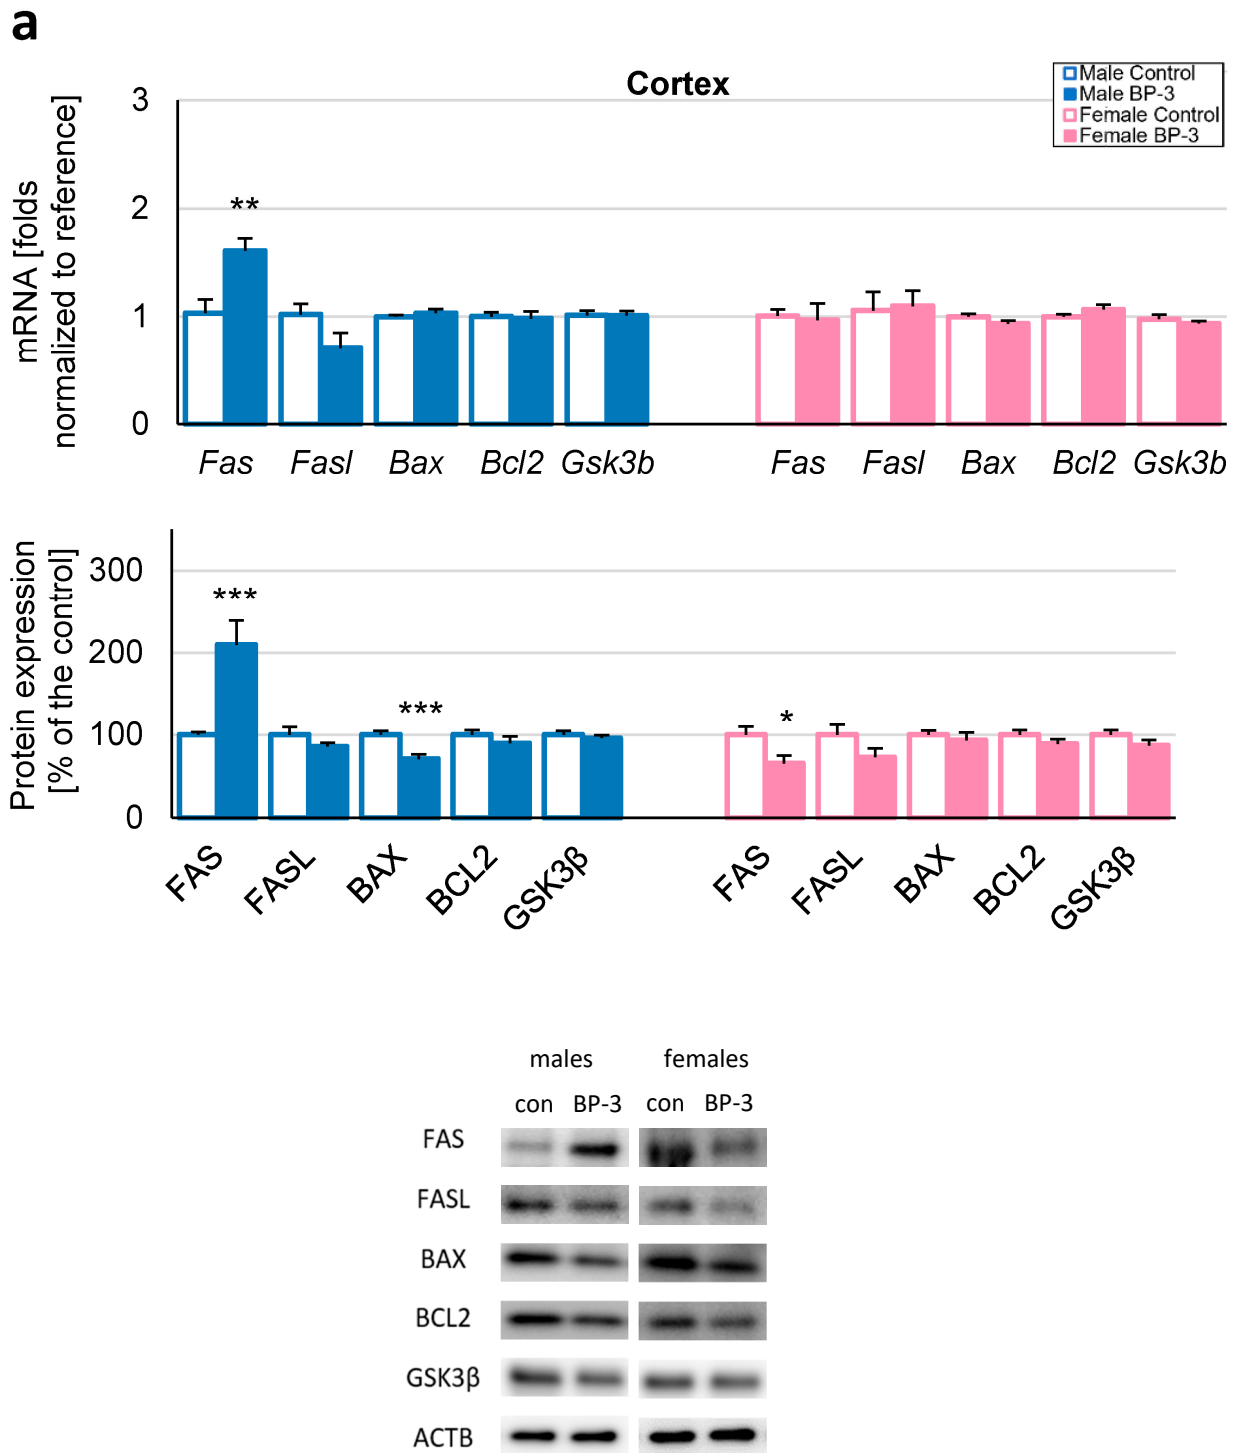 a
Cortex
Male Control
Male BP-3
Female Control
Female BP-3
mRNA [folds
normalized to reference]
3
2
1
0
**
Fas Fasl Bax Bcl2 Gsk3b Fas Fasl Bax Bcl2 Gsk3b
Protein expression
[% of the control]
300
200
100
0
***
***
*
FAS FASL BAX BCL2 GSK3β FAS FASL BAX BCL2 GSK3β
males females
con BP-3 con BP-3
FAS
FASL
BAX
BCL2
GSK3β
ACTB